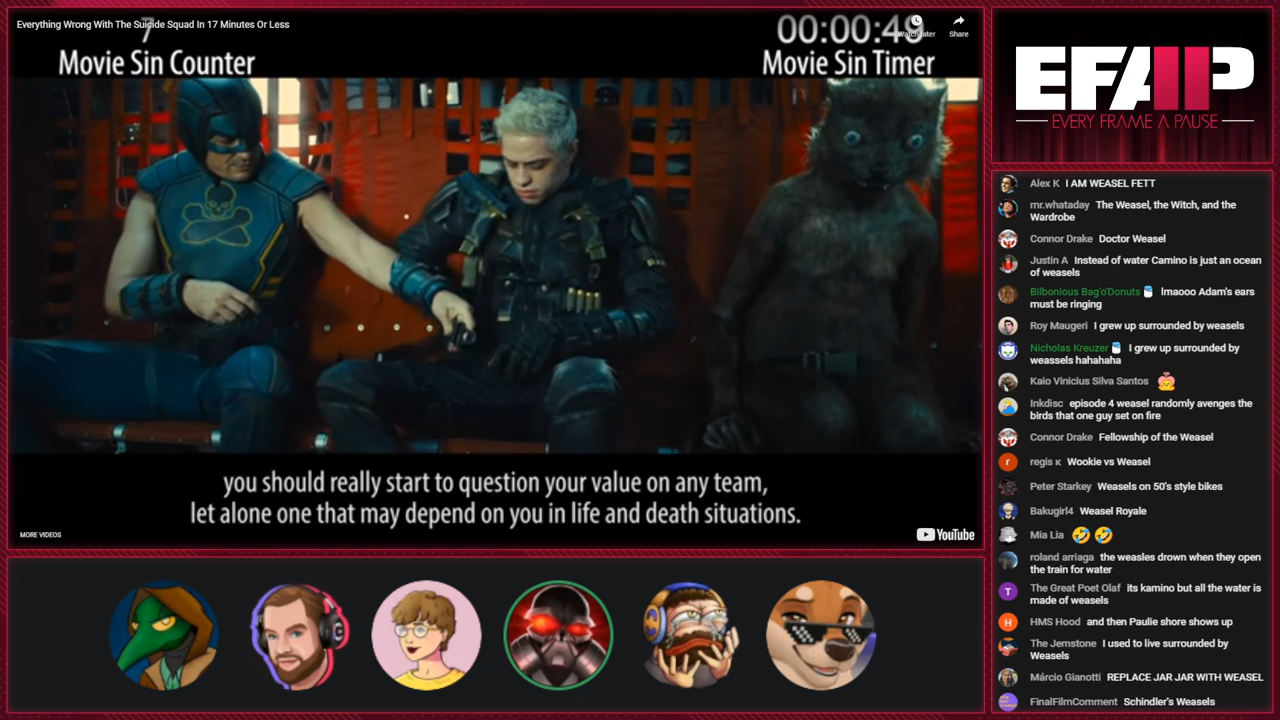 Everything Wrong With The Suicide Squad In 17 Minutes Or Less
7
00:00:49
Watch later
Share
Movie Sin Counter
Movie Sin Timer
you should really start to question your value on any team,
let alone one that may depend on you in life and death situations.
MORE VIDEOS
YouTube
EFAP
EVERY FRAME A PAUSE
Alex K I AM WEASEL FETT
mr.whataday The Weasel, the Witch, and the
Wardrobe
Connor Drake Doctor Weasel
Justin A Instead of water Camino is just an ocean
of weasels
Bilbonious Bag'o'Donuts lmaooo Adam's ears
must be ringing
Roy Maugeri I grew up surrounded by weasels
Nicholas Kreuzer I grew up surrounded by
weassels hahahaha
Kaio Vinicius Silva Santos
Inkdisc episode 4 weasel randomly avenges the
birds that one guy set on fire
Connor Drake Fellowship of the Weasel
r
regis ĸ Wookie vs Weasel
Peter Starkey Weasels on 50's style bikes
Bakugirl4 Weasel Royale
Mia Lia
roland arriaga the weasles drown when they open
the train for water
T
The Great Poet Olaf its kamino but all the water is
made of weasels
H
HMS Hood and then Paulie shore shows up
The Jemstone I used to live surrounded by
Weasels
Márcio Gianotti REPLACE JAR JAR WITH WEASEL
FinalFilmComment Schindler's Weasels